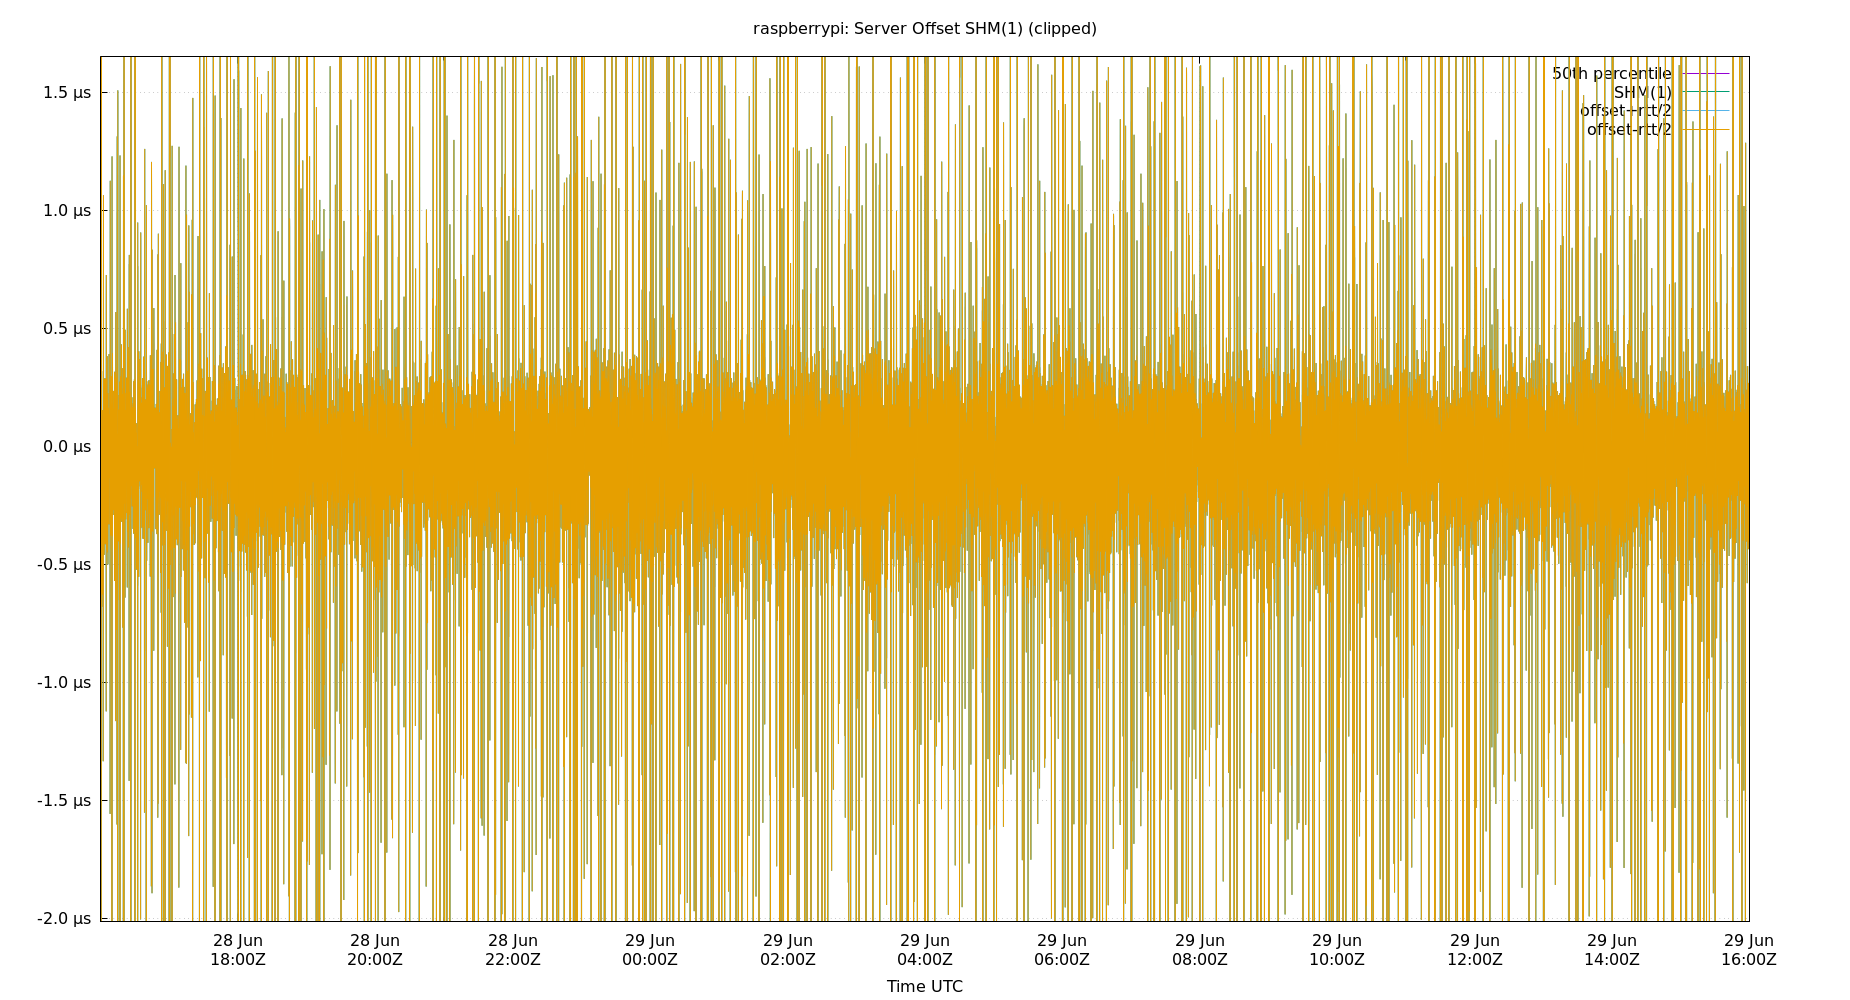 raspberrypi: Server Offset SHM(1) (clipped)
50th percentile
SHM(1)
offset+rtt/2
offset-rtt/2
1.5 µs
1.0 µs
0.5 µs
0.0 µs
-0.5 µs
-1.0 µs
-1.5 µs
-2.0 µs
28 Jun 28 Jun 28 Jun 29 Jun 29 Jun 29 Jun 29 Jun 29 Jun 29 Jun 29 Jun 29 Jun 29 Jun
18:00Z 20:00Z 22:00Z 00:00Z 02:00Z 04:00Z 06:00Z 08:00Z 10:00Z 12:00Z 14:00Z 16:00Z
Time UTC